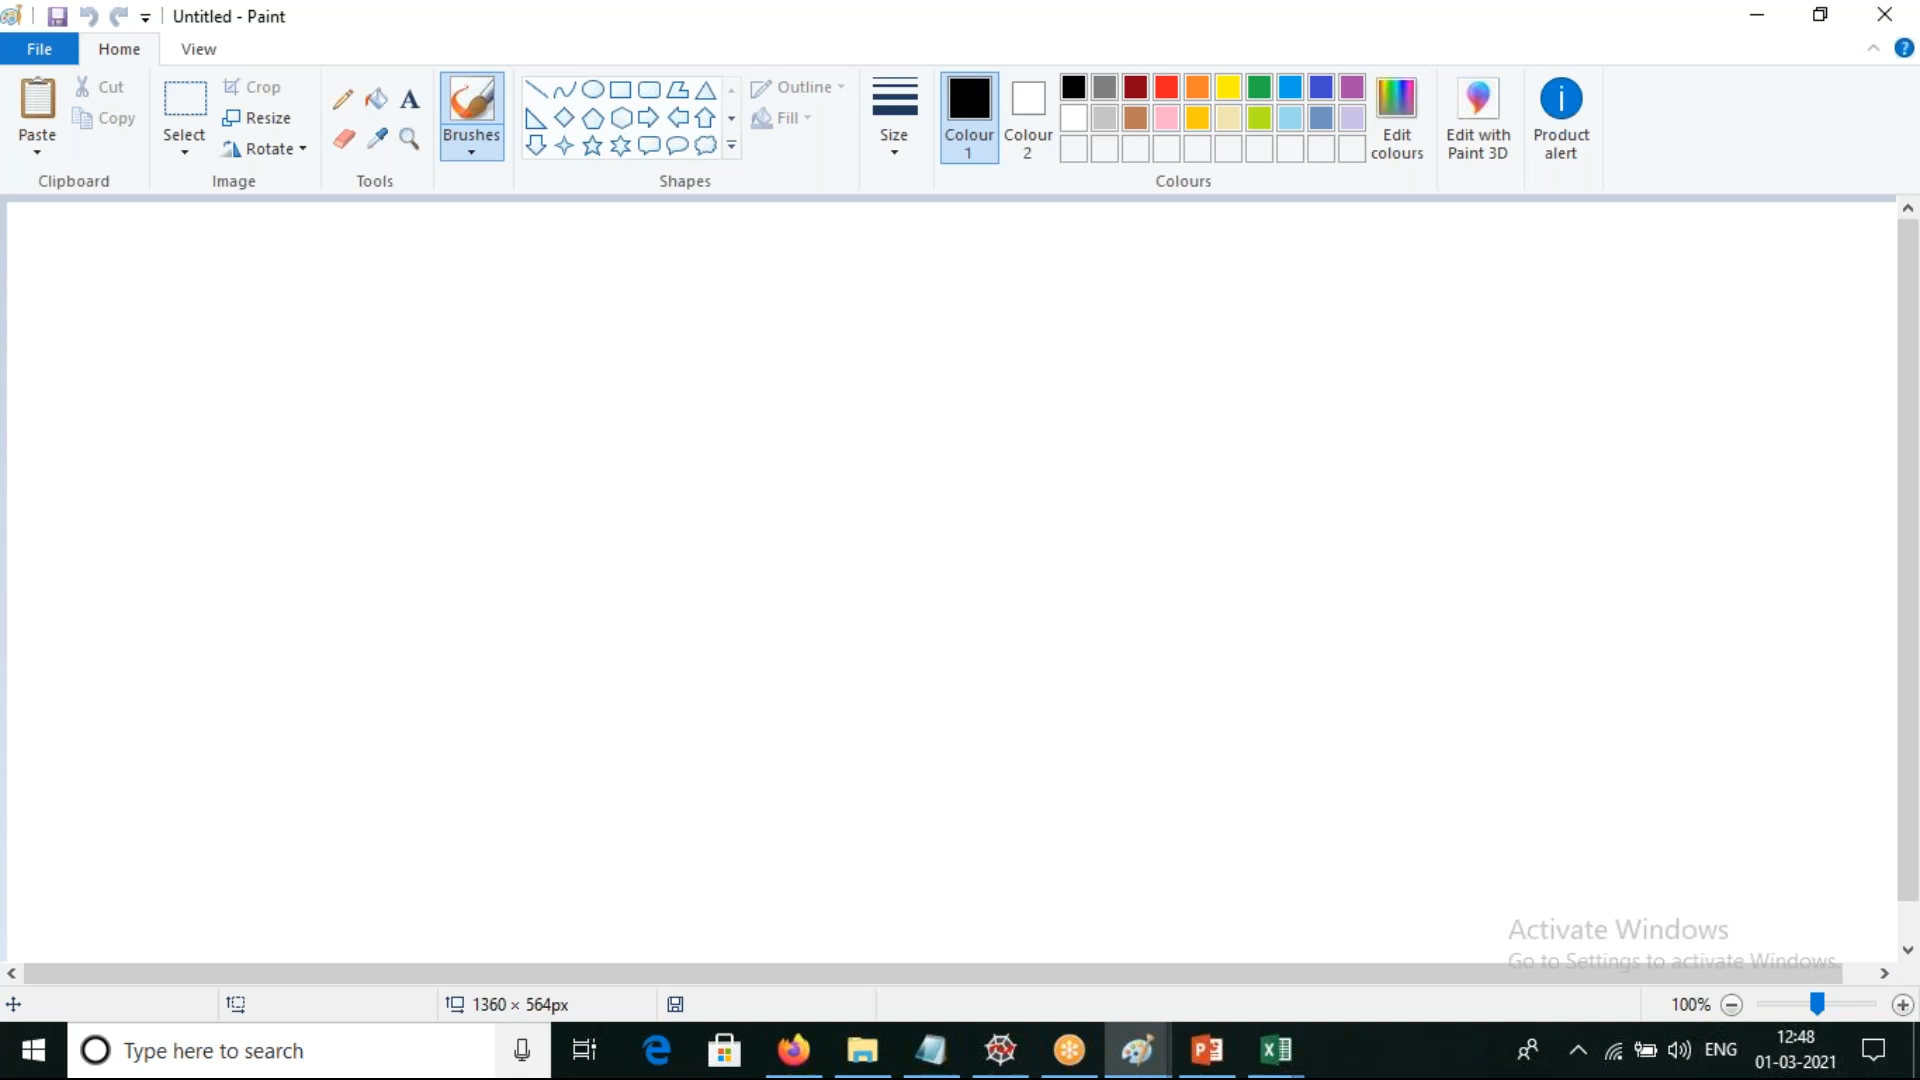 Untitled - Paint
File Home View
Paste Cut Copy Clipboard
Select Crop Resize Rotate Image
Tools
Brushes
Outline Fill Shapes
Size
Colour 1 Colour 2 Edit colours Colours
Edit with Paint 3D
Product alert
Activate Windows
Go to Settings to activate Windows.
1360 × 564px 100%
Type here to search ENG 12:48
01-03-2021